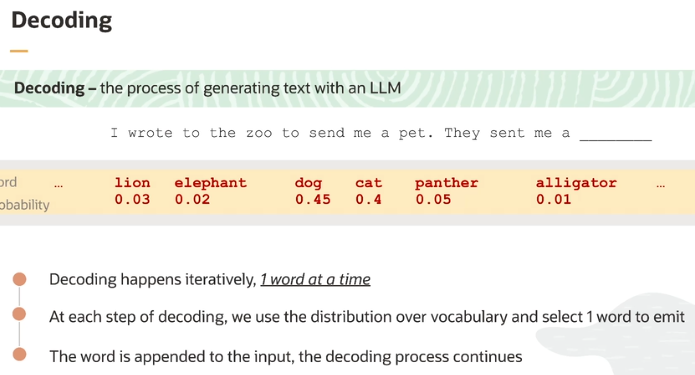 Decoding
Decoding – the process of generating text with an LLM
I wrote to the zoo to send me a pet. They sent me a ________
ord ... lion elephant dog cat panther alligator ...
obability 0.03 0.02 0.45 0.4 0.05 0.01
Decoding happens iteratively, 1 word at a time
At each step of decoding, we use the distribution over vocabulary and select 1 word to emit
The word is appended to the input, the decoding process continues